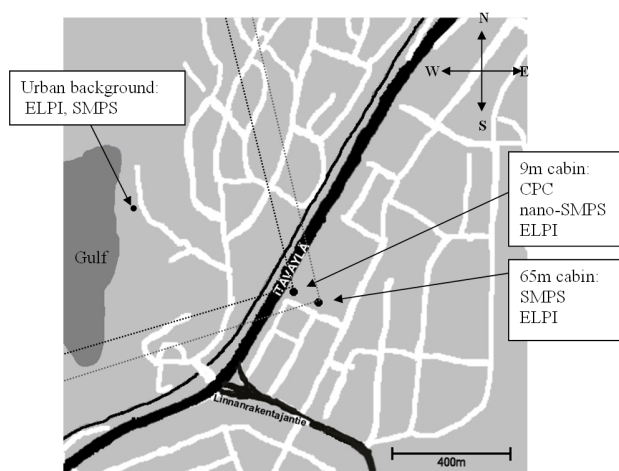 N
W E
S
Urban background:
ELPI, SMPS
9m cabin:
CPC
nano-SMPS
ELPI
Gulf
ITÄVÄYLÄ
65m cabin:
SMPS
ELPI
Linnanrakentajantie
400m